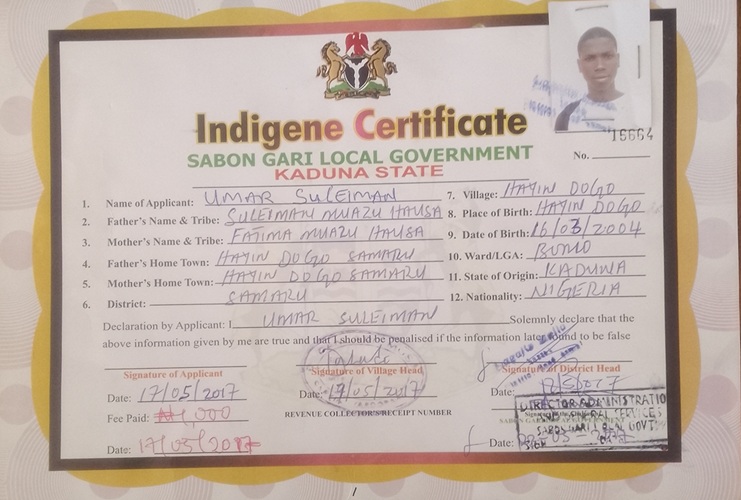 Indigene Certificate
SABON GARI LOCAL GOVERNMENT
KADUNA STATE
No. 16664
1. Name of Applicant: UMAR SULEIMAN
2. Father's Name & Tribe: SULEIMAN MUAZU HAUSA
3. Mother's Name & Tribe: FATIMA MUAZU HAUSA
4. Father's Home Town: HAYIN DOGO SAMARU
5. Mother's Home Town: HAYIN DOGO SAMARU
6. District: SAMARU
7. Village: HAYIN DOGO
8. Place of Birth: HAYIN DOGO
9. Date of Birth: 16/03/2004
10. Ward/LGA: BOMO
11. State of Origin: KADUNA
12. Nationality: NIGERIA
Declaration by Applicant: I UMAR SULEIMAN Solemnly declare that the
above information given by me are true and that I should be penalised if the information later found to be false
Signature of Applicant
Signature of Village Head
Signature of District Head
Date: 17/05/2017
Date: 17/05/2017
Date:
Fee Paid: ₦1,000
REVENUE COLLECTOR'S RECEIPT NUMBER
DIRECTOR ADMINISTRATIO
Date: 17/05/2017
Date: